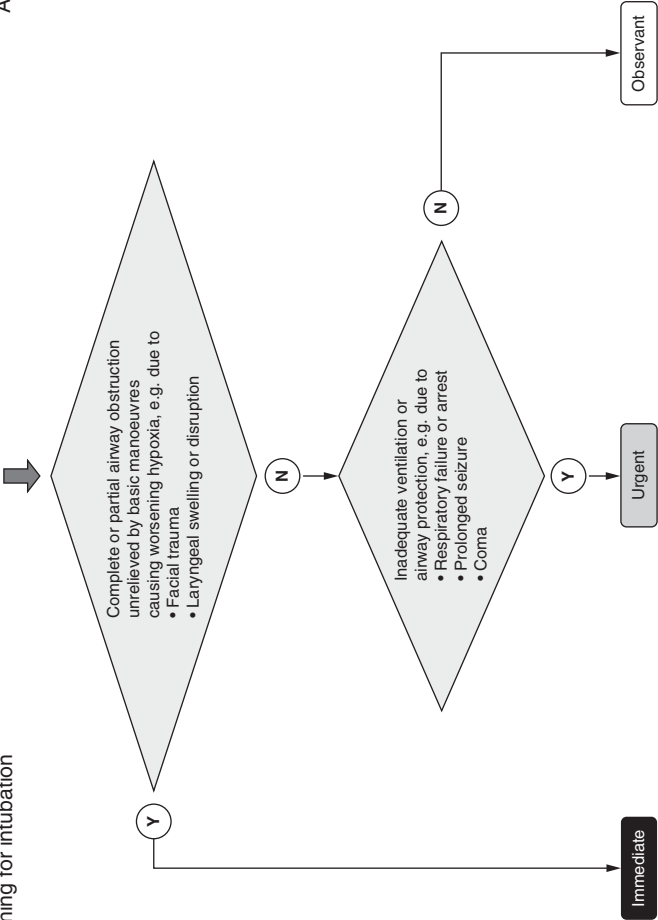 ning for intubation
A
Complete or partial airway obstruction
unrelieved by basic manoeuvres
causing worsening hypoxia, e.g. due to
• Facial trauma
• Laryngeal swelling or disruption
Y
N
Inadequate ventilation or
airway protection, e.g. due to
• Respiratory failure or arrest
• Prolonged seizure
• Coma
N
Y
Immediate
Urgent
Observant